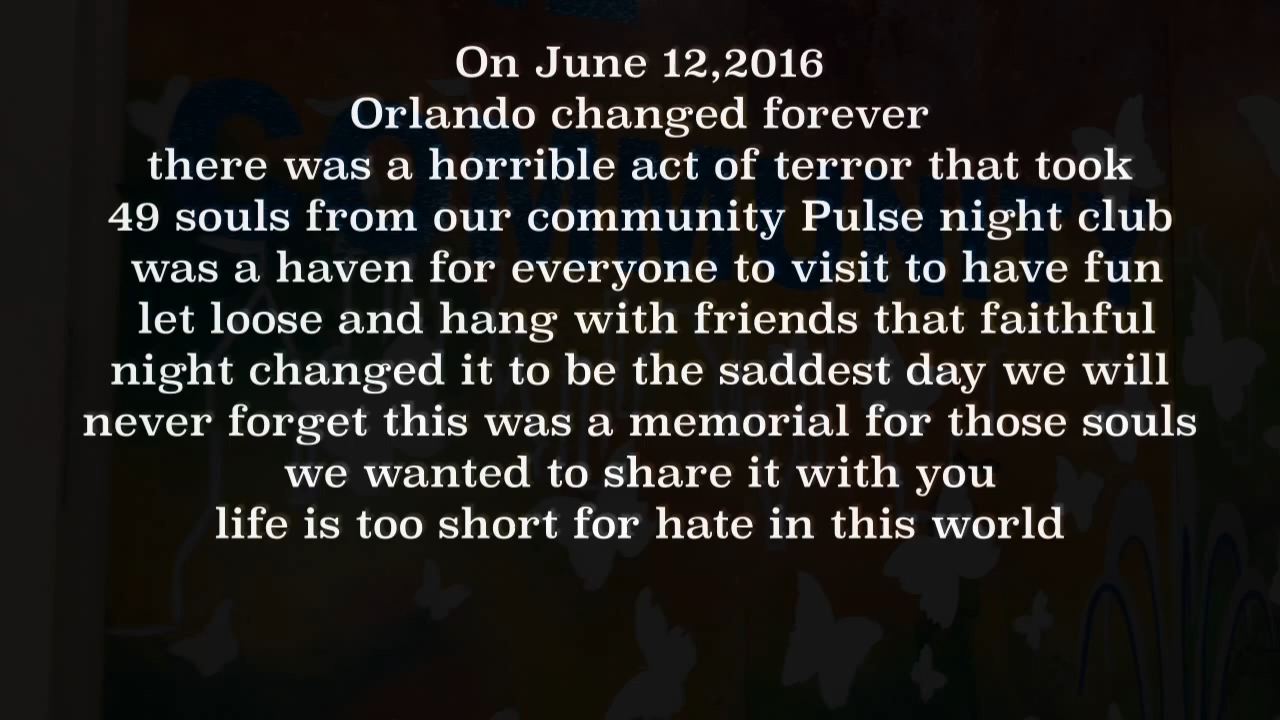 On June 12,2016
Orlando changed forever
there was a horrible act of terror that took
49 souls from our community Pulse night club
was a haven for everyone to visit to have fun
let loose and hang with friends that faithful
night changed it to be the saddest day we will
never forget this was a memorial for those souls
we wanted to share it with you
life is too short for hate in this world
COMMUNITY